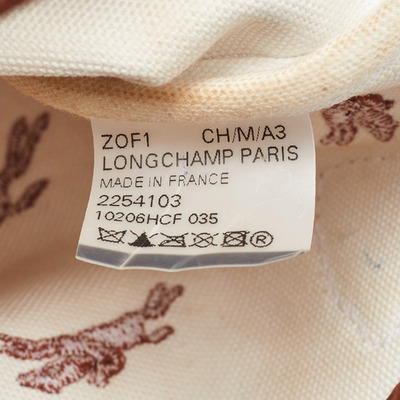 ZOF1 CH/M/A3
LONGCHAMP PARIS
MADE IN FRANCE
2254103
10206HCF 035
®